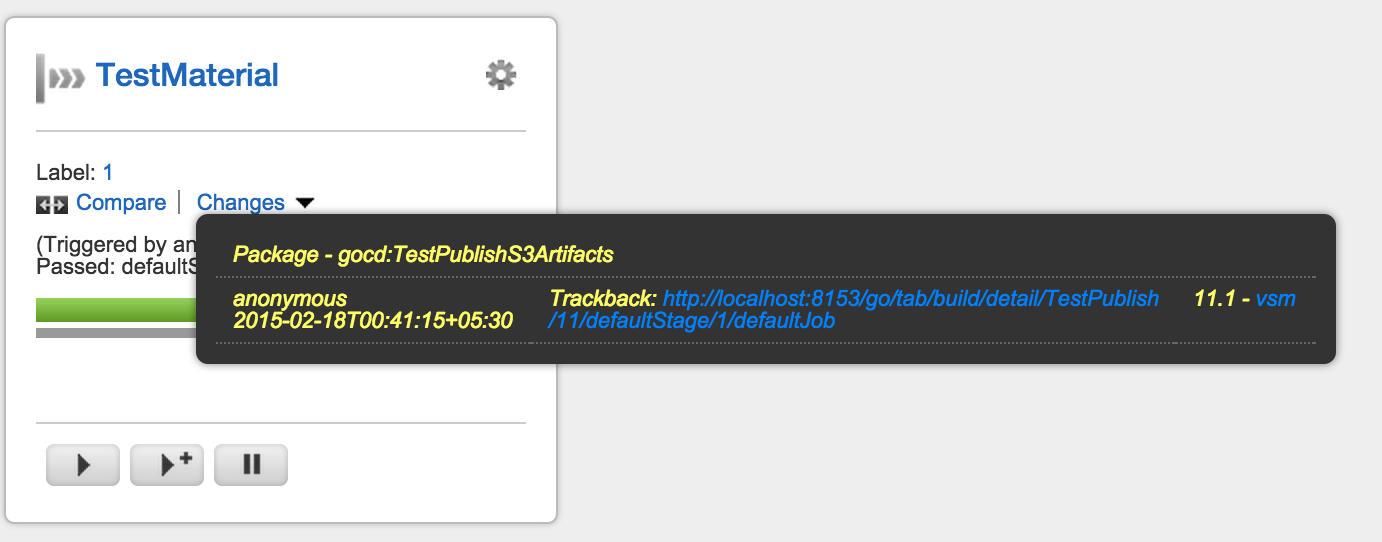 TestMaterial
Label: 1
Compare | Changes
(Triggered by an
Passed: defaultS
Package - gocd:TestPublishS3Artifacts
anonymous
2015-02-18T00:41:15+05:30
Trackback: http://localhost:8153/go/tab/build/detail/TestPublish
/11/defaultStage/1/defaultJob
11.1 - vsm